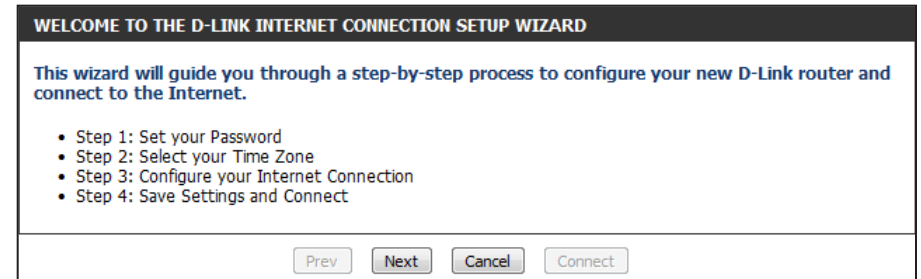 WELCOME TO THE D-LINK INTERNET CONNECTION SETUP WIZARD
This wizard will guide you through a step-by-step process to configure your new D-Link router and
connect to the Internet.
• Step 1: Set your Password
• Step 2: Select your Time Zone
• Step 3: Configure your Internet Connection
• Step 4: Save Settings and Connect
Prev Next Cancel Connect